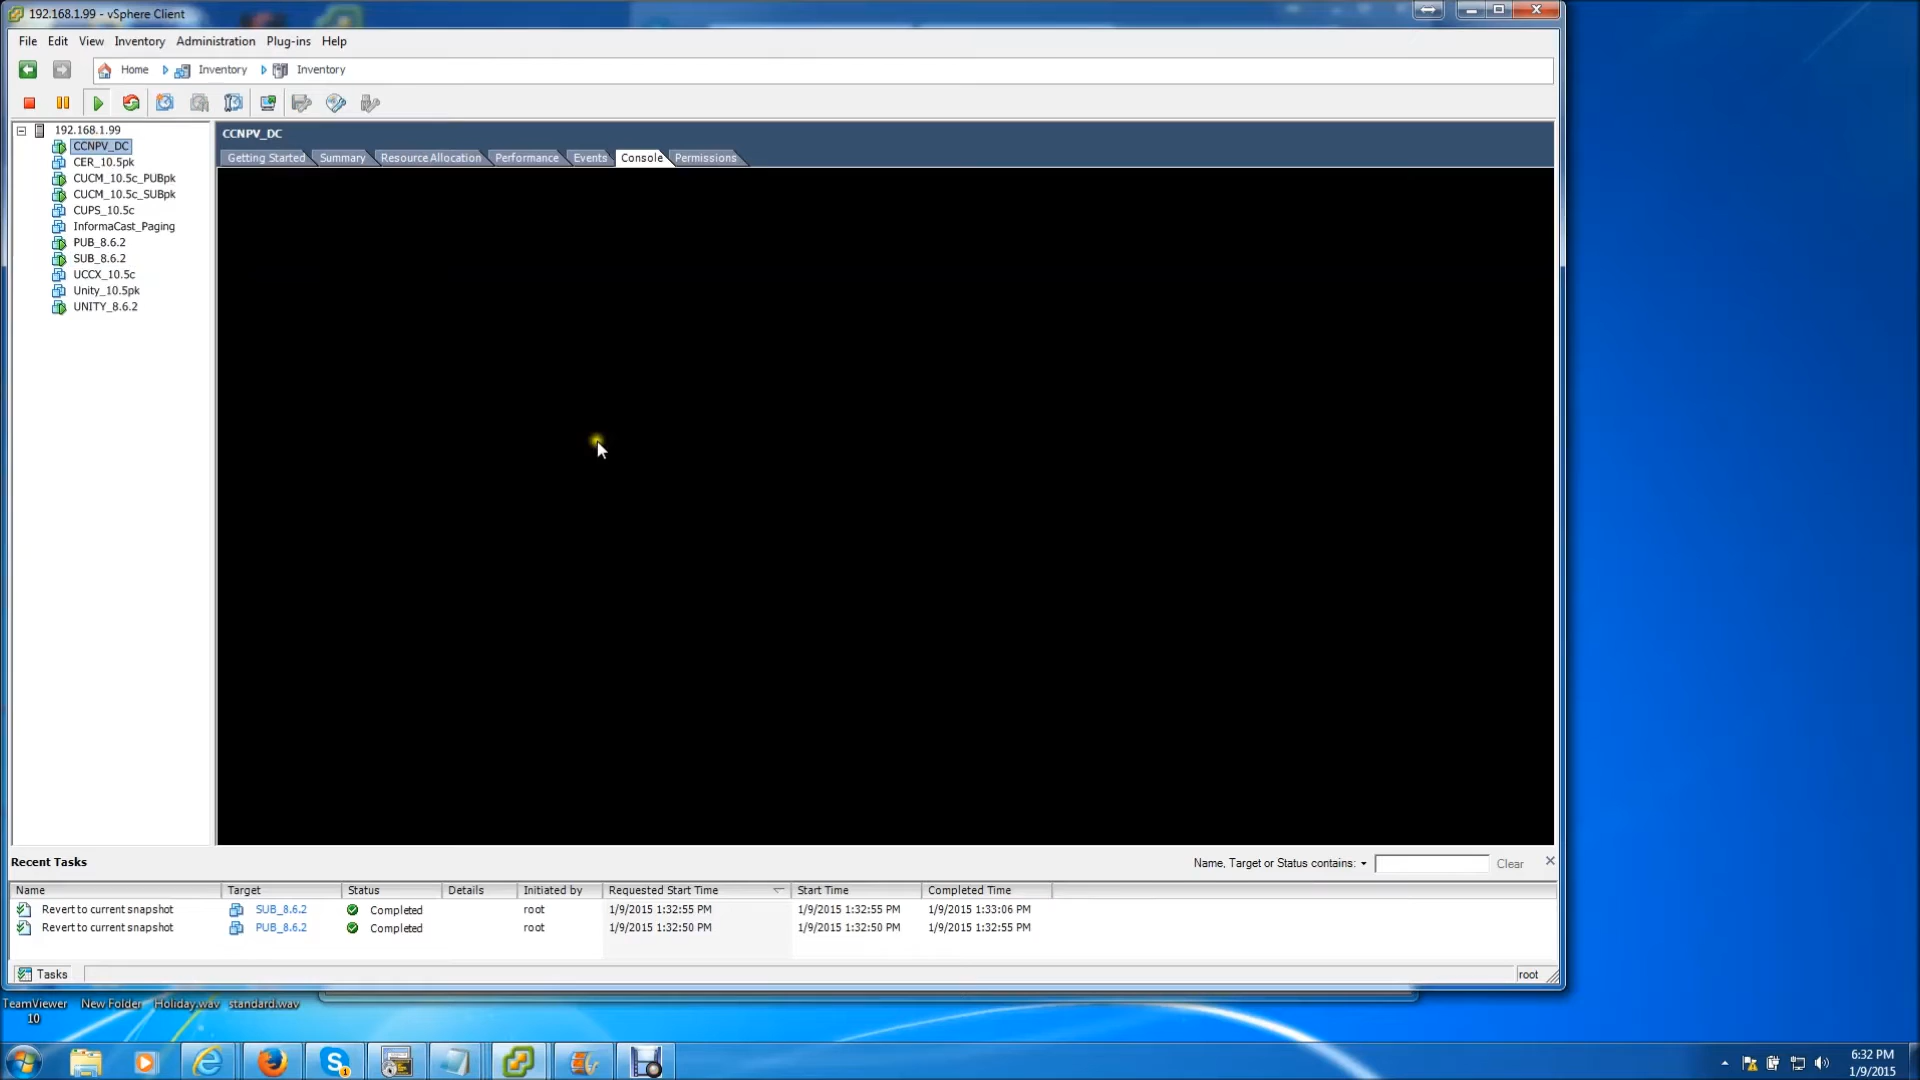 192.168.1.99 - vSphere Client
File Edit View Inventory Administration Plug-ins Help
Home Inventory Inventory
192.168.1.99
CCNPV_DC
CER_10.5pk
CUCM_10.5c_PUBpk
CUCM_10.5c_SUBpk
CUPS_10.5c
InformaCast_Paging
PUB_8.6.2
SUB_8.6.2
UCCX_10.5c
Unity_10.5pk
UNITY_8.6.2
CCNPV_DC
Getting Started Summary Resource Allocation Performance Events Console Permissions
Recent Tasks Name, Target or Status contains: Clear
Name Target Status Details Initiated by Requested Start Time Start Time Completed Time
Revert to current snapshot SUB_8.6.2 Completed root 1/9/2015 1:32:55 PM 1/9/2015 1:32:55 PM 1/9/2015 1:33:06 PM
Revert to current snapshot PUB_8.6.2 Completed root 1/9/2015 1:32:50 PM 1/9/2015 1:32:50 PM 1/9/2015 1:32:55 PM
Tasks root
TeamViewer 10
New Folder
Holiday.wav
standard.wav
1
6:32 PM
1/9/2015